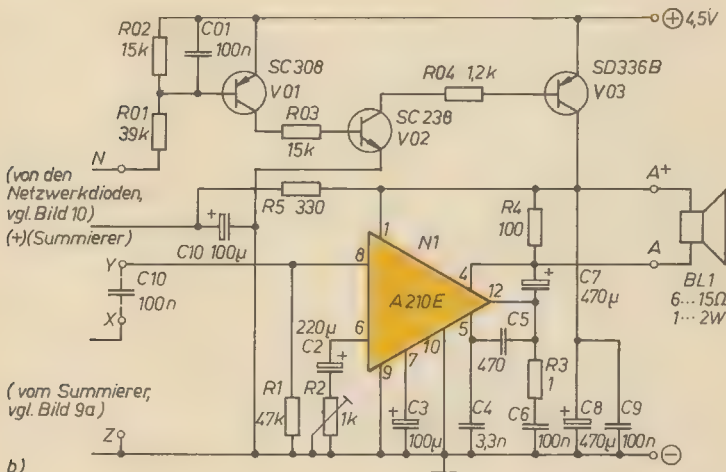 R02
15k
C01
100n
+ 4,5V
SC308
V01
R04 1,2k
SD336B
V03
R01
39k
R03
15k
SC238
V02
N
(von den
Netzwerkdioden,
vgl. Bild 10)
(+)(Summierer)
R5 330
C10 100µ
+
1
N1
R4
100
A+
A
BL1
6...15Ω
1...2W
Y
C10
100n
X
8
A210E
4
12
+
C7
470µ
220µ
C2
+
6
5
C5
470
10
7
9
R3
1
(vom Summierer,
vgl. Bild 9a)
R1
47k
R2
1k
+
C3
100µ
C4
3,3n
C6
100n
+
C8
470µ
C9
100n
Z
−
b)